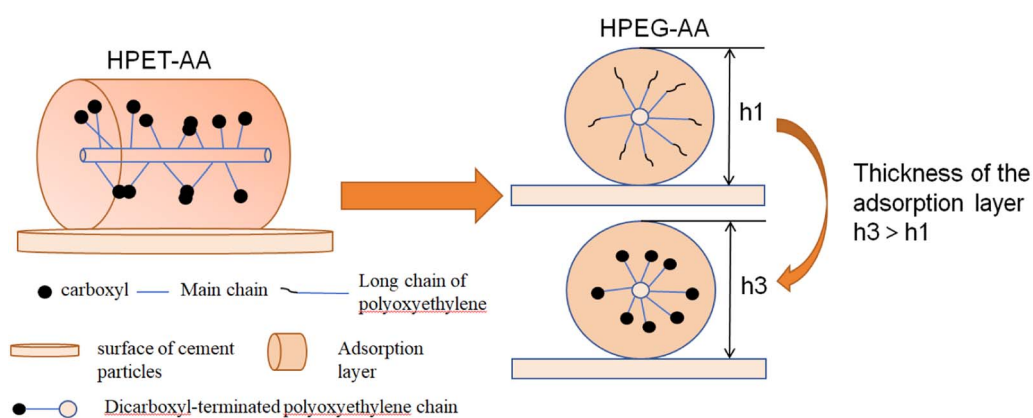 HPET-AA
HPEG-AA
h1
Thickness of the
adsorption layer
h3 > h1
h3
carboxyl
Main chain
Long chain of
polyoxyethylene
surface of cement
particles
Adsorption
layer
Dicarboxyl-terminated polyoxyethylene chain